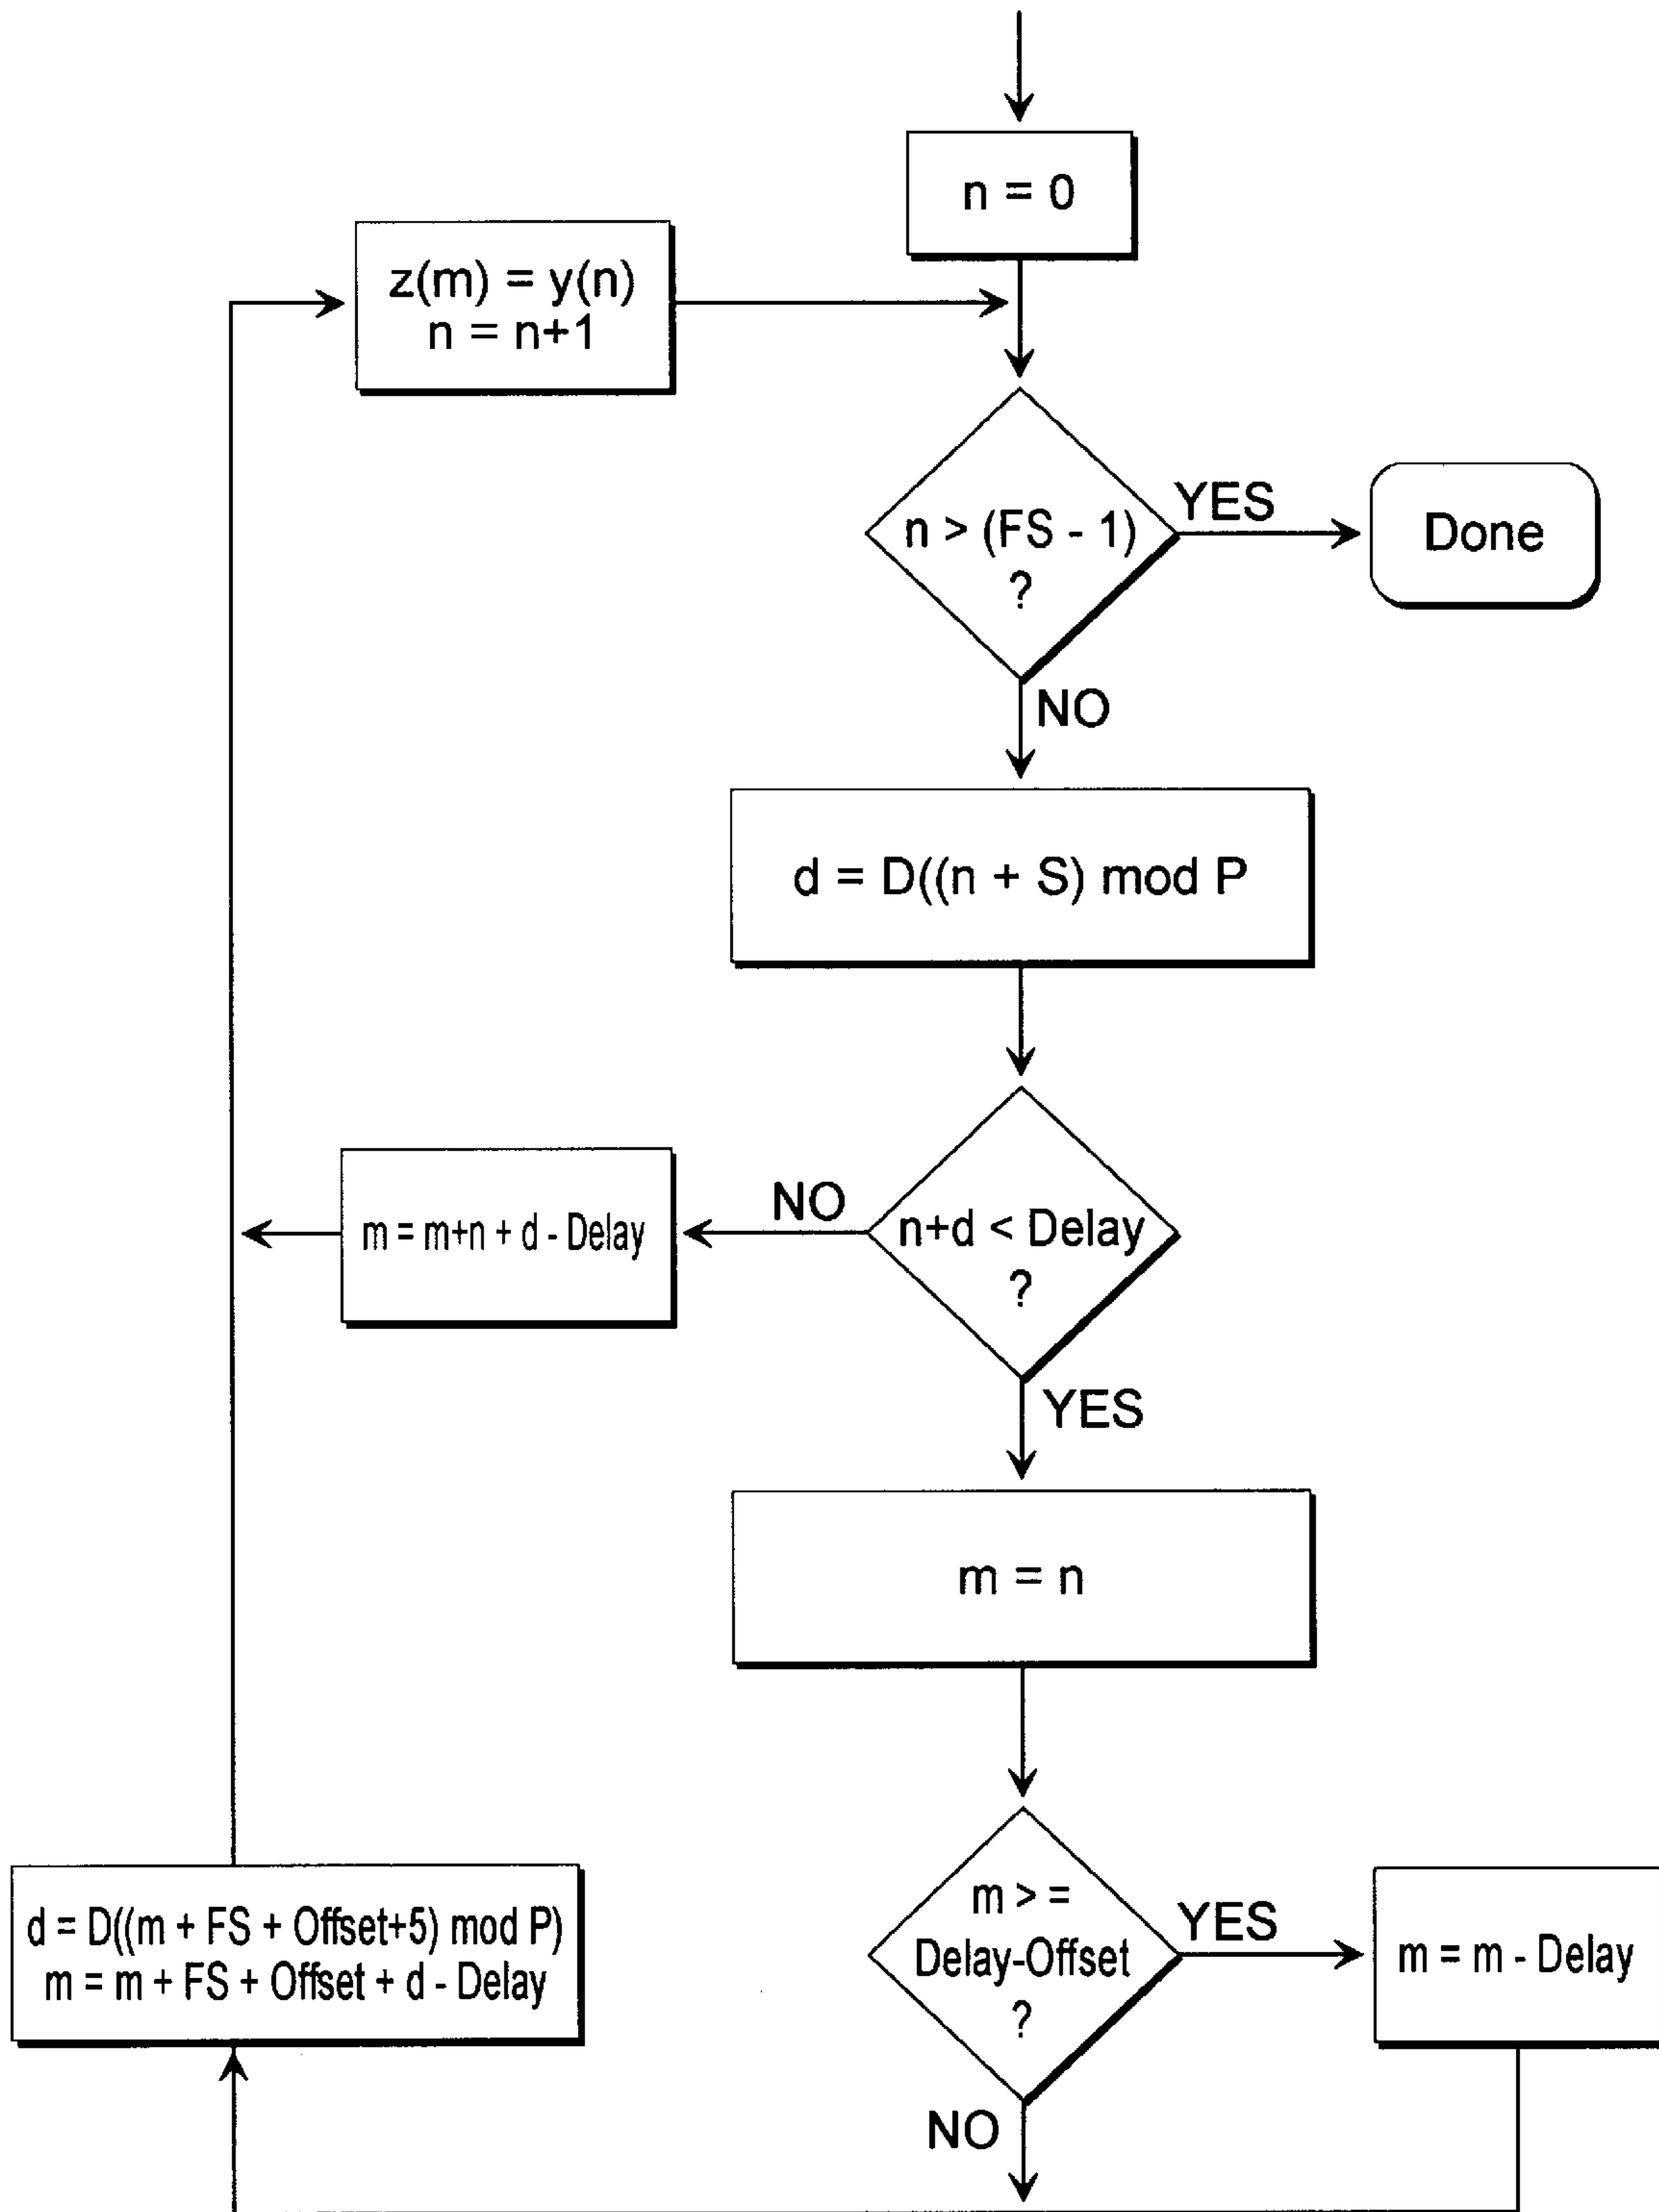 n = 0
z(m) = y(n)
n = n+1
n > (FS - 1)
?
YES
Done
NO
d = D((n + S) mod P
n+d < Delay
?
NO
m = m+n + d - Delay
YES
m = n
m > =
Delay-Offset
?
YES
m = m - Delay
NO
d = D((m + FS + Offset+5) mod P)
m = m + FS + Offset + d - Delay